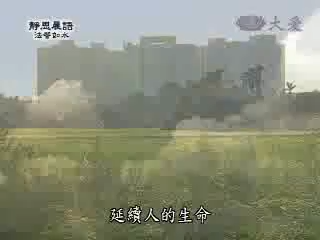 靜思晨語
法譬如水
大愛
延續人的生命